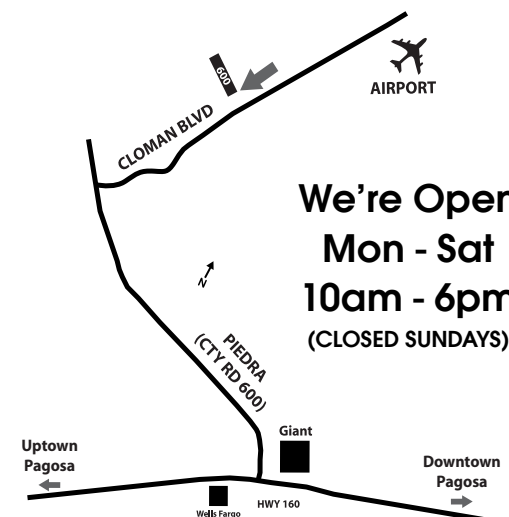 600
AIRPORT
CLOMAN BLVD
We're Open
Mon - Sat
10am - 6pm
(CLOSED SUNDAYS)
N
PIEDRA
(CTY RD 600)
Giant
Uptown
Pagosa
Downtown
Pagosa
HWY 160
Wells Fargo